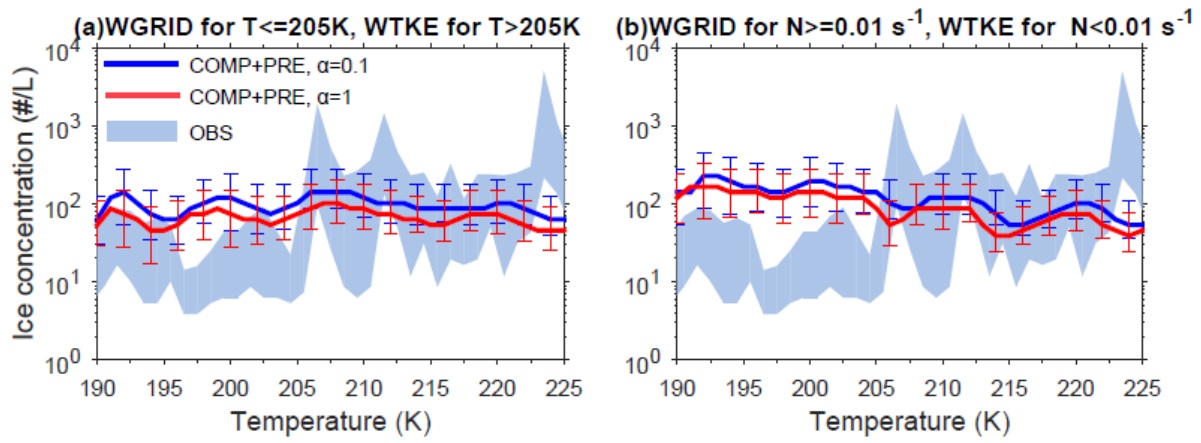 (a)WGRID for T<=205K, WTKE for T>205K
(b)WGRID for N>=0.01 s⁻¹, WTKE for N<0.01 s⁻¹
COMP+PRE, α=0.1
COMP+PRE, α=1
OBS
Ice concentration (#/L)
10⁴
10³
10²
10¹
10⁰
190 195 200 205 210 215 220 225
Temperature (K)
10⁴
10³
10²
10¹
10⁰
190 195 200 205 210 215 220 225
Temperature (K)